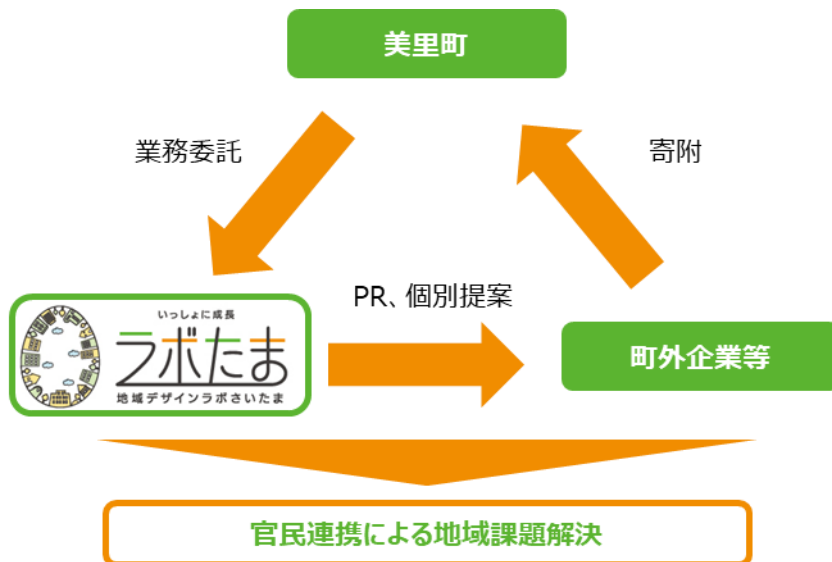 美里町
業務委託
寄附
PR、個別提案
いっしょに成長
ラボたま
地域デザインラボさいたま
町外企業等
官民連携による地域課題解決